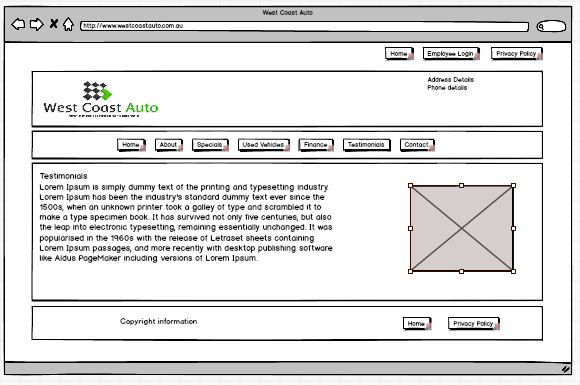 West Coast Auto
http://www.westcoastauto.com.au
Home Employee Login Privacy Policy
Address Details
Phone details
West Coast Auto
Home About Specials Used Vehicles Finance Testimonials Contact
Testimonials
Lorem Ipsum is simply dummy text of the printing and typesetting industry.
Lorem Ipsum has been the industry's standard dummy text ever since the
1500s, when an unknown printer took a galley of type and scrambled it to
make a type specimen book. It has survived not only five centuries, but also
the leap into electronic typesetting, remaining essentially unchanged. It was
popularised in the 1960s with the release of Letraset sheets containing
Lorem Ipsum passages, and more recently with desktop publishing software
like Aldus PageMaker including versions of Lorem Ipsum.
Copyright information
Home Privacy Policy